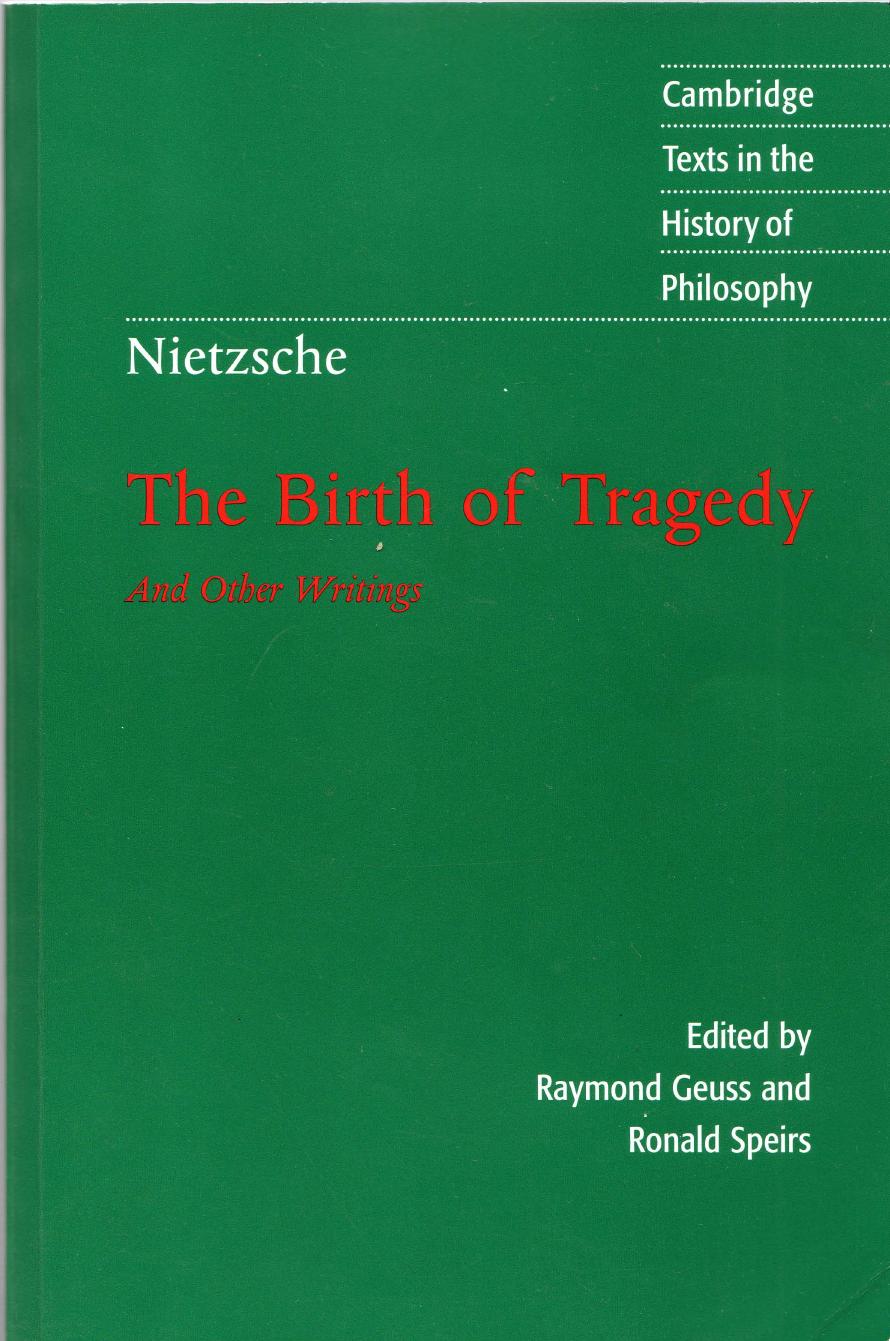 Cambridge
Texts in the
History of
Philosophy
Nietzsche
The Birth of Tragedy
And Other Writings
Edited by
Raymond Geuss and
Ronald Speirs